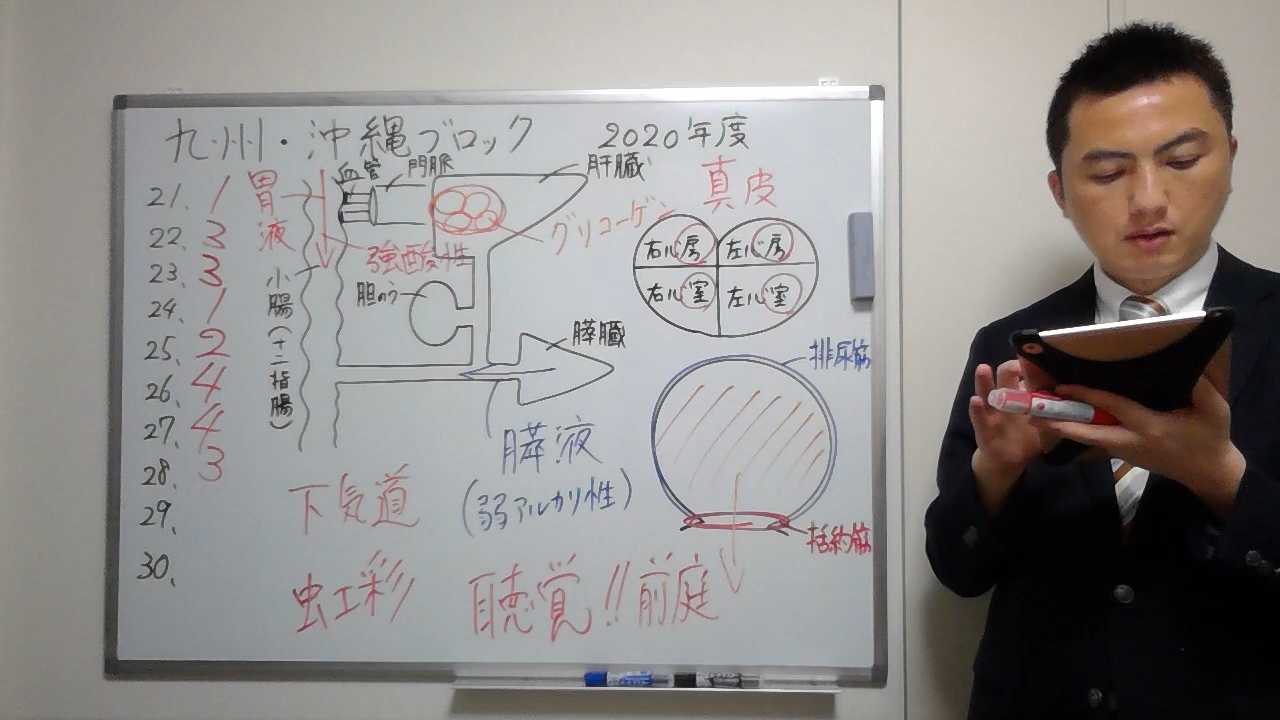 九州・沖縄ブロック 2020年度
21、1
22、3
23、3
24、1
25、2
26、4
27、4
28、3
29、
30、
胃液
血管
門脈
肝臓
グリコーゲン
強酸性
胆のう
小腸(十二指腸)
膵臓
膵液
(弱アルカリ性)
真皮
右心房 左心房
右心室 左心室
排尿筋
括約筋
下気道
虹彩
聴覚!!前庭